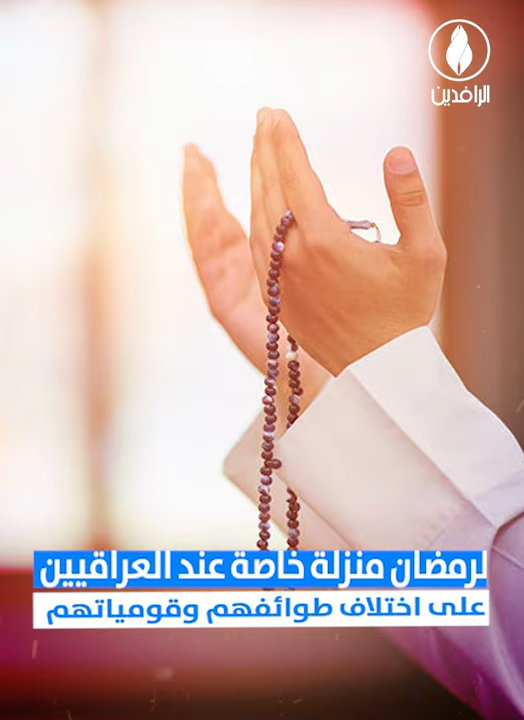 الرافدين
لرمضان منزلة خاصة عند العراقيين
على اختلاف طوائفهم وقومياتهم